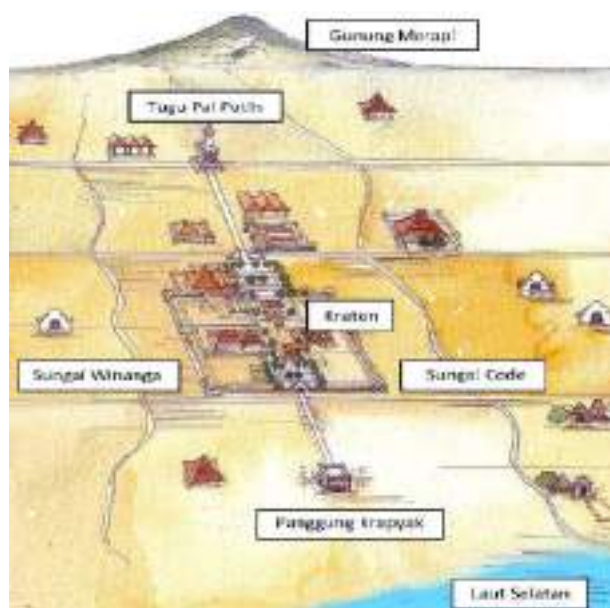 Gunung Merapi
Tugu Pal Putih
Kraton
Sungai Winanga
Sungai Code
Panggung Krapyak
Laut Selatan